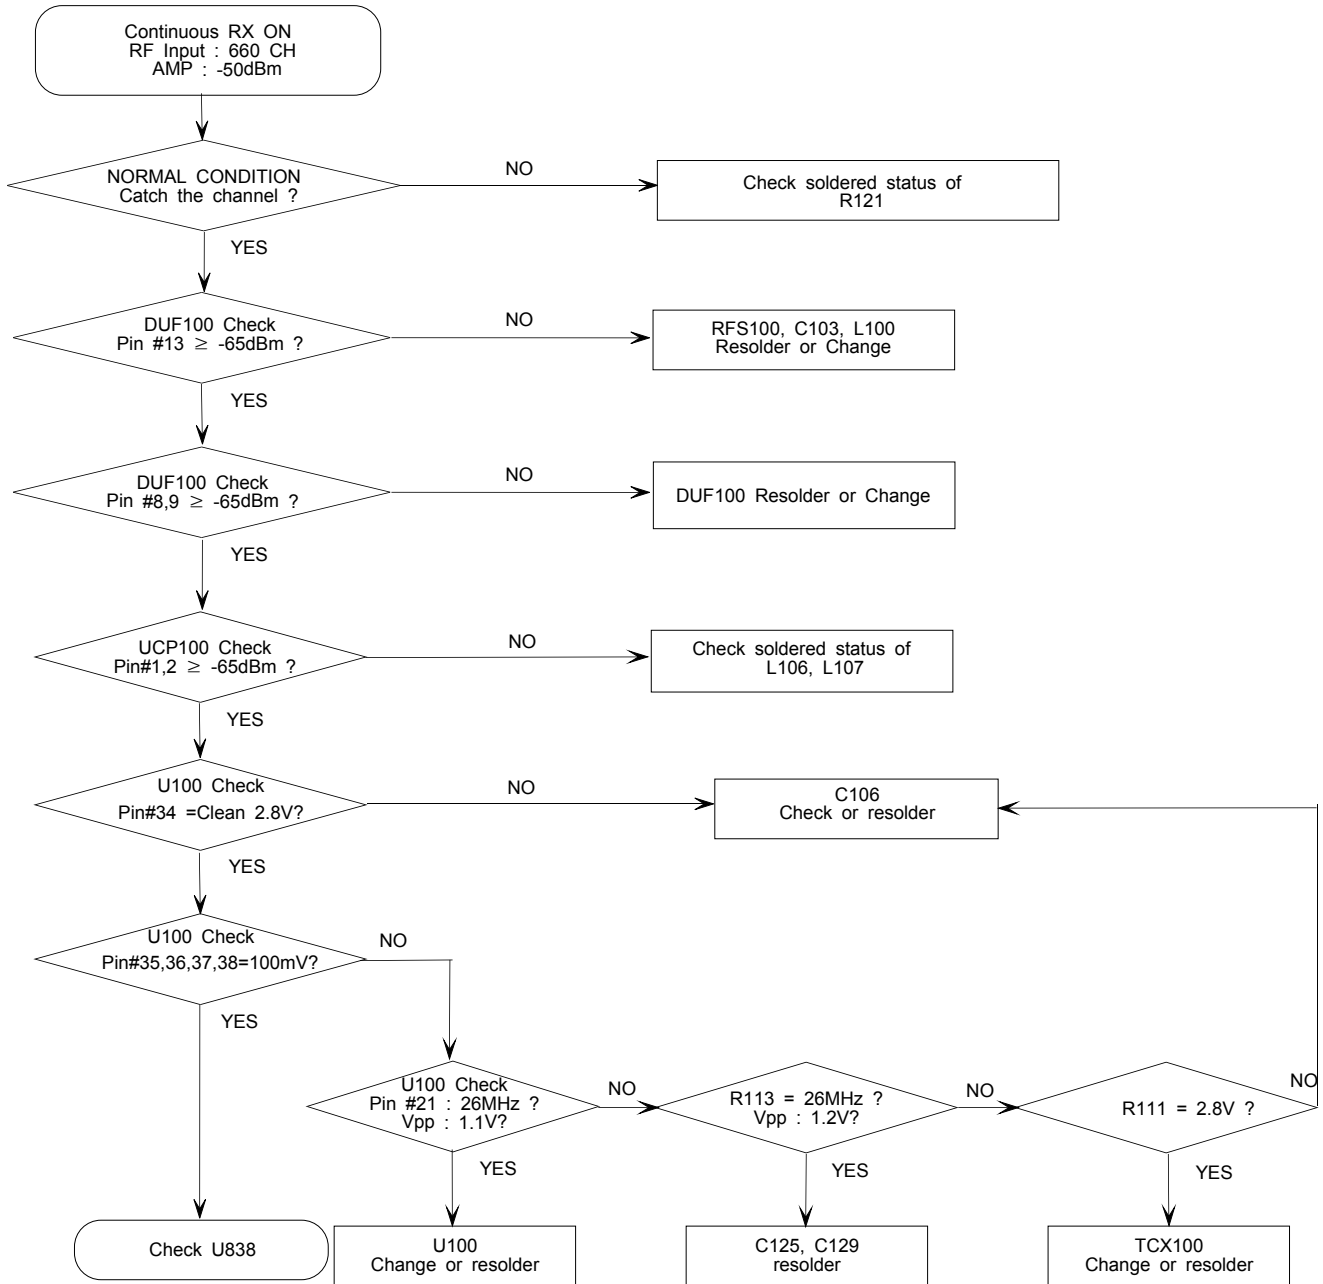 Continuous RX ON
RF Input : 660 CH
AMP : -50dBm
NORMAL CONDITION
Catch the channel ?
NO
Check soldered status of
R121
YES
DUF100 Check
Pin #13 ≥ -65dBm ?
NO
RFS100, C103, L100
Resolder or Change
YES
DUF100 Check
Pin #8,9 ≥ -65dBm ?
NO
DUF100 Resolder or Change
YES
UCP100 Check
Pin#1,2 ≥ -65dBm ?
NO
Check soldered status of
L106, L107
YES
U100 Check
Pin#34 =Clean 2.8V?
NO
C106
Check or resolder
YES
U100 Check
Pin#35,36,37,38=100mV?
NO
YES
U100 Check
Pin #21 : 26MHz ?
Vpp : 1.1V?
NO
R113 = 26MHz ?
Vpp : 1.2V?
NO
R111 = 2.8V ?
NO
YES
YES
YES
Check U838
U100
Change or resolder
C125, C129
resolder
TCX100
Change or resolder